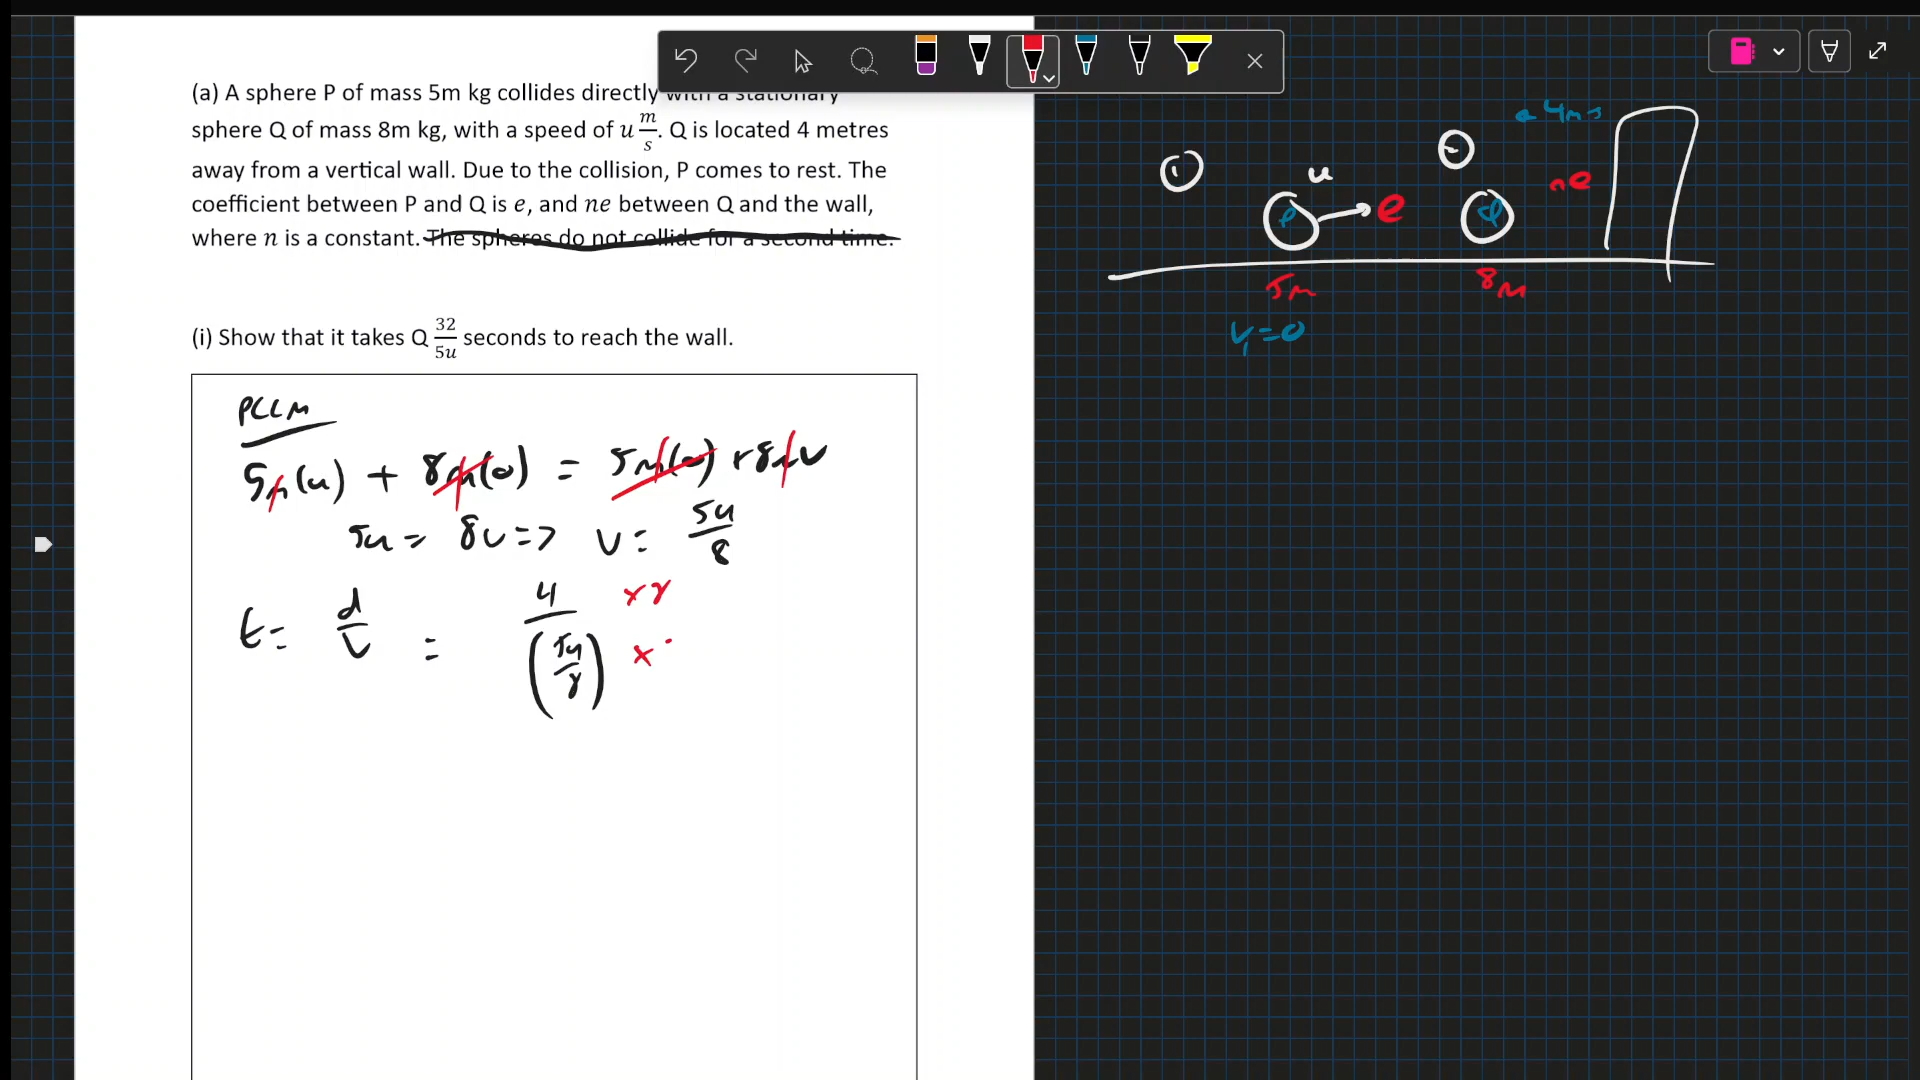 (a) A sphere P of mass 5m kg collides directly with a stationary
sphere Q of mass 8m kg, with a speed of u m/s. Q is located 4 metres
away from a vertical wall. Due to the collision, P comes to rest. The
coefficient between P and Q is e, and ne between Q and the wall,
where n is a constant. The spheres do not collide for a second time.
(i) Show that it takes Q 32/5u seconds to reach the wall.
PCLM
5m(u) + 8m(0) = 5m(0) + 8mv
5u = 8v => v = 5u/8
t = d/v = 4/(5u/8) x8
x
4m
1
u
ne
P
e
Q
5m
8m
v₁=0